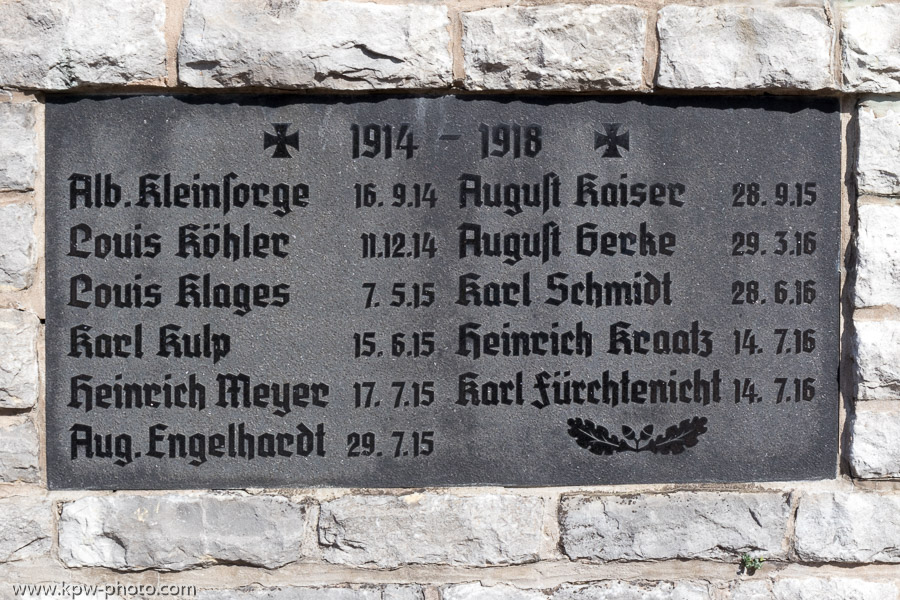 1914 - 1918
Alb. Kleinſorge 16. 9.14
Louis Köhler 11.12.14
Louis Klages 7. 5.15
Karl Kulp 15. 6.15
Heinrich Meyer 17. 7.15
Aug. Engelhardt 29. 7.15
Auguſt Kaiser 28. 9.15
Auguſt Gerke 29. 3.16
Karl Schmidt 28. 6.16
Heinrich Kraatz 14. 7.16
Karl Fürchtenicht 14. 7.16
www.kpw-photo.com